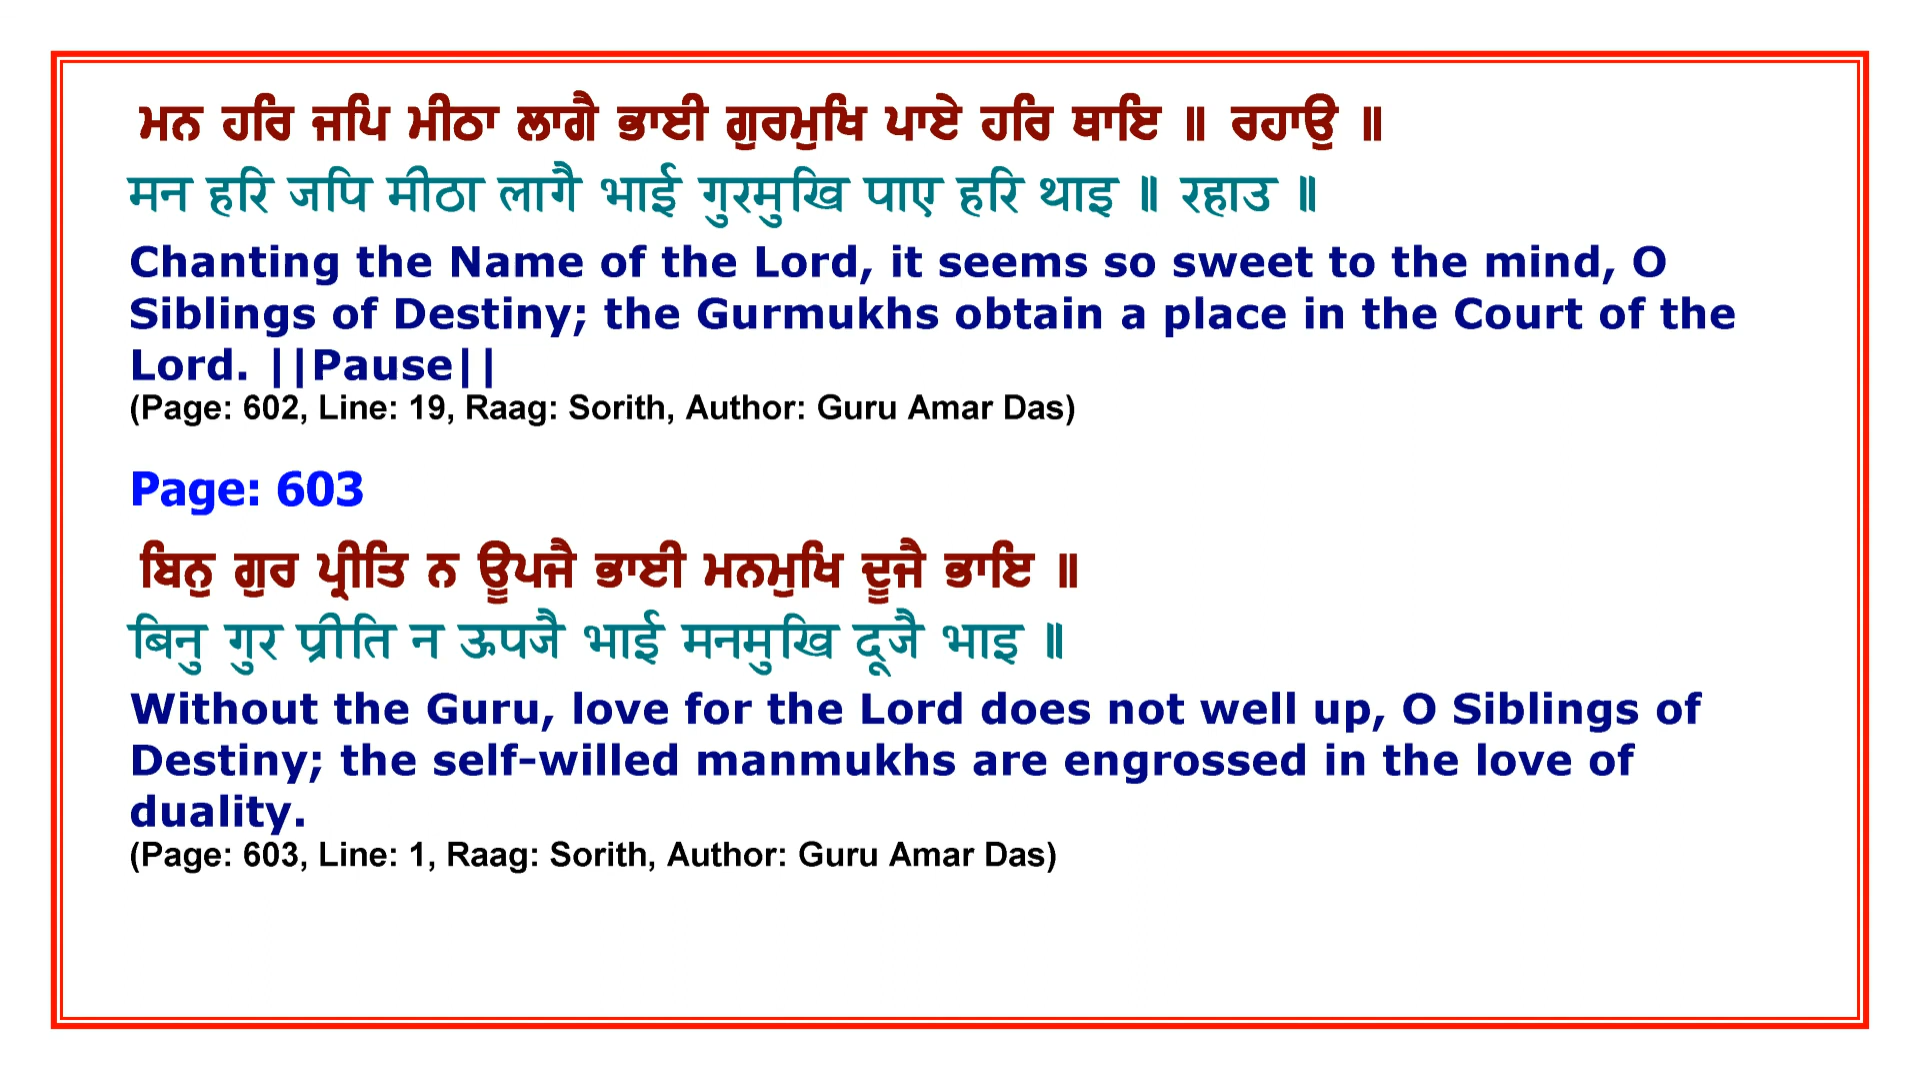 ਮਨ ਹਰਿ ਜਪਿ ਮੀਠਾ ਲਾਗੈ ਭਾਈ ਗੁਰਮੁਖਿ ਪਾਏ ਹਰਿ ਥਾਇ ॥ ਰਹਾਉ ॥
मन हरि जपि मीठा लागै भाई गुरमुखि पाए हरि थाइ ॥ रहाउ ॥
Chanting the Name of the Lord, it seems so sweet to the mind, O
Siblings of Destiny; the Gurmukhs obtain a place in the Court of the
Lord. ||Pause||
(Page: 602, Line: 19, Raag: Sorith, Author: Guru Amar Das)
Page: 603
ਬਿਨੁ ਗੁਰ ਪ੍ਰੀਤਿ ਨ ਊਪਜੈ ਭਾਈ ਮਨਮੁਖਿ ਦੂਜੈ ਭਾਇ ॥
बिनु गुर प्रीति न ऊपजै भाई मनमुखि दूजै भाइ ॥
Without the Guru, love for the Lord does not well up, O Siblings of
Destiny; the self-willed manmukhs are engrossed in the love of
duality.
(Page: 603, Line: 1, Raag: Sorith, Author: Guru Amar Das)